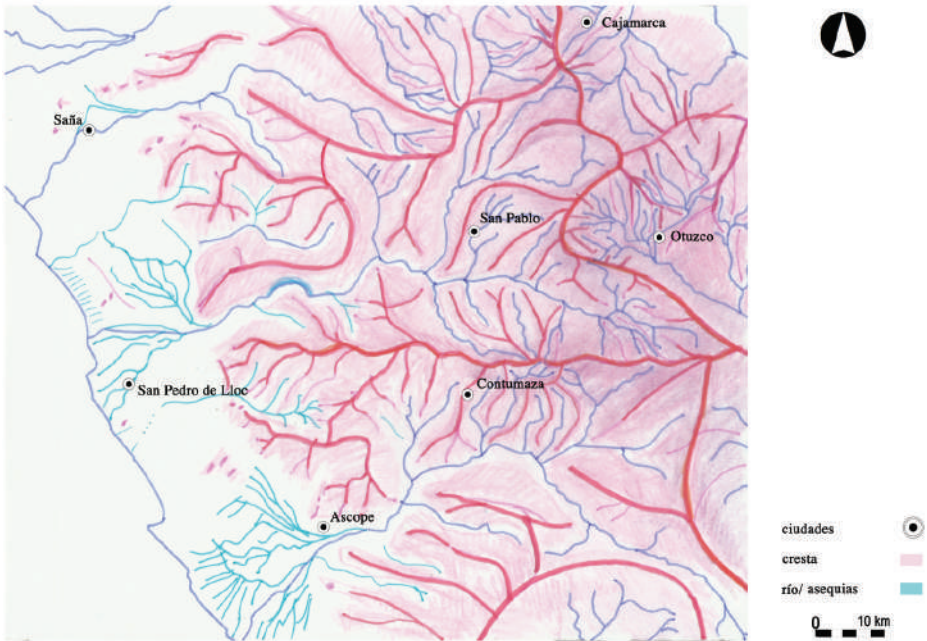 Cajamarca
Saña
San Pablo
Otuzco
San Pedro de Lloc
Contumaza
Ascope
ciudades
cresta
río/ asequias
0 10 km